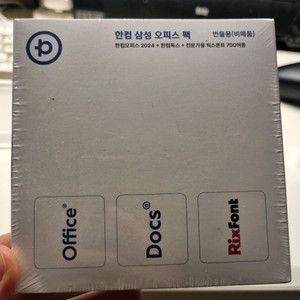 한컴 삼성 오피스 팩
번들용(비매품)
한컴오피스 2024 + 한컴독스 + 전문가용 릭스폰트 700여종
Office®
Docs®
RixFont